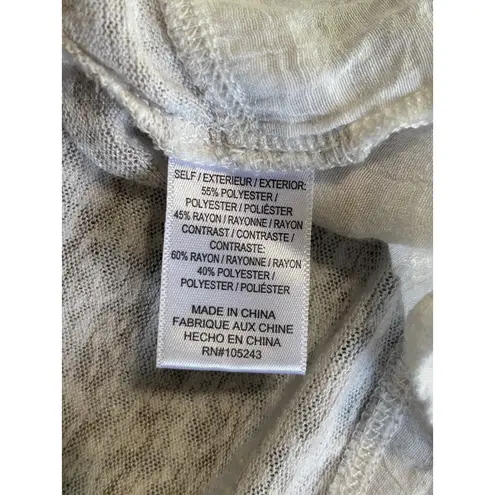 SELF / EXTERIEUR / EXTERIOR:
55% POLYESTER /
POLYESTER / POLIÉSTER
45% RAYON / RAYONNE / RAYON
CONTRAST / CONTRASTE /
CONTRASTE:
60% RAYON / RAYONNE / RAYON
40% POLYESTER /
POLYESTER / POLIÉSTER
MADE IN CHINA
FABRIQUE AUX CHINE
HECHO EN CHINA
RN#105243